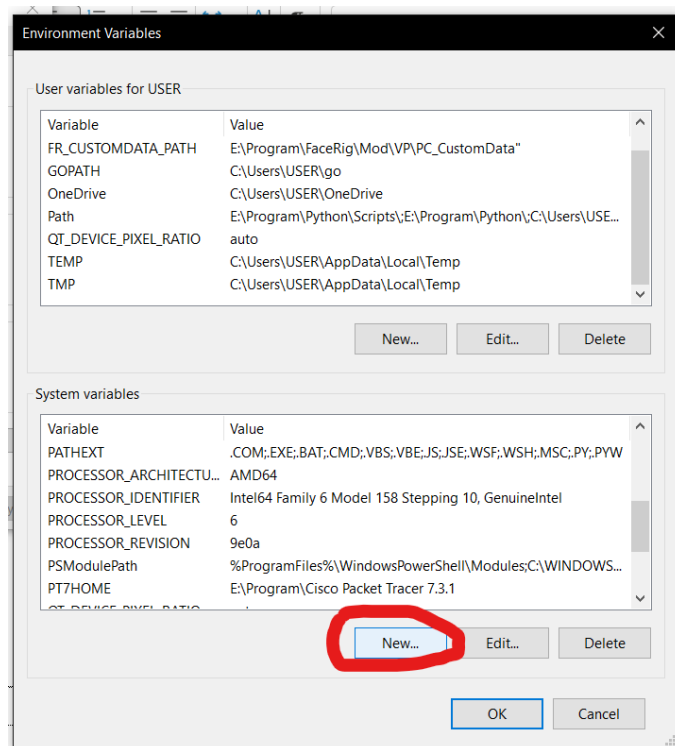 Environment Variables
User variables for USER
Variable Value
FR_CUSTOMDATA_PATH E:\Program\FaceRig\Mod\VP\PC_CustomData"
GOPATH C:\Users\USER\go
OneDrive C:\Users\USER\OneDrive
Path E:\Program\Python\Scripts\;E:\Program\Python\;C:\Users\USE...
QT_DEVICE_PIXEL_RATIO auto
TEMP C:\Users\USER\AppData\Local\Temp
TMP C:\Users\USER\AppData\Local\Temp
New... Edit... Delete
System variables
Variable Value
PATHEXT .COM;.EXE;.BAT;.CMD;.VBS;.VBE;.JS;.JSE;.WSF;.WSH;.MSC;.PY;.PYW
PROCESSOR_ARCHITECTU... AMD64
PROCESSOR_IDENTIFIER Intel64 Family 6 Model 158 Stepping 10, GenuineIntel
PROCESSOR_LEVEL 6
PROCESSOR_REVISION 9e0a
PSModulePath %ProgramFiles%\WindowsPowerShell\Modules;C:\WINDOWS...
PT7HOME E:\Program\Cisco Packet Tracer 7.3.1
New... Edit... Delete
OK Cancel